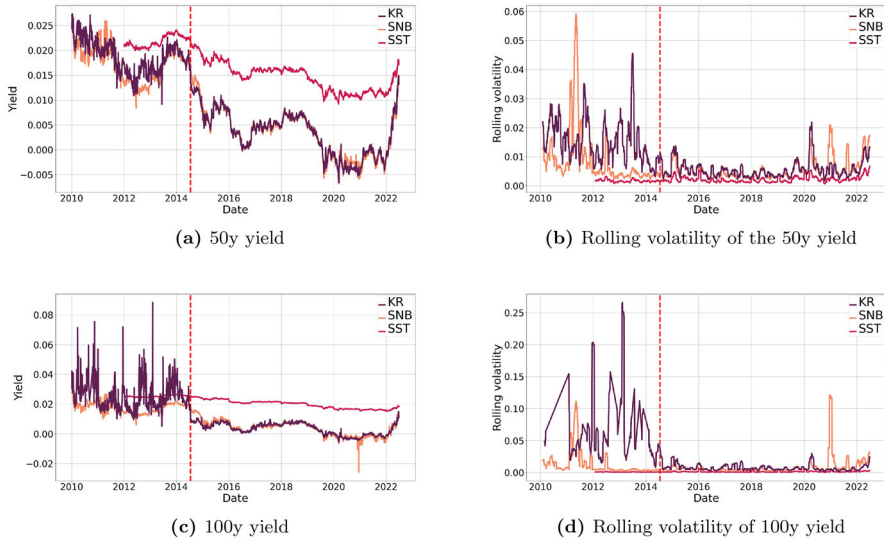 0.025
0.020
0.015
0.010
0.005
0.000
−0.005
Yield
KR
SNB
SST
2010 2012 2014 2016 2018 2020 2022
Date
(a) 50y yield
0.06
0.05
0.04
0.03
0.02
0.01
0.00
Rolling volatility
KR
SNB
SST
2010 2012 2014 2016 2018 2020 2022
Date
(b) Rolling volatility of the 50y yield
0.08
0.06
0.04
0.02
0.00
−0.02
Yield
KR
SNB
SST
2010 2012 2014 2016 2018 2020 2022
Date
(c) 100y yield
0.25
0.20
0.15
0.10
0.05
0.00
Rolling volatility
KR
SNB
SST
2010 2012 2014 2016 2018 2020 2022
Date
(d) Rolling volatility of 100y yield